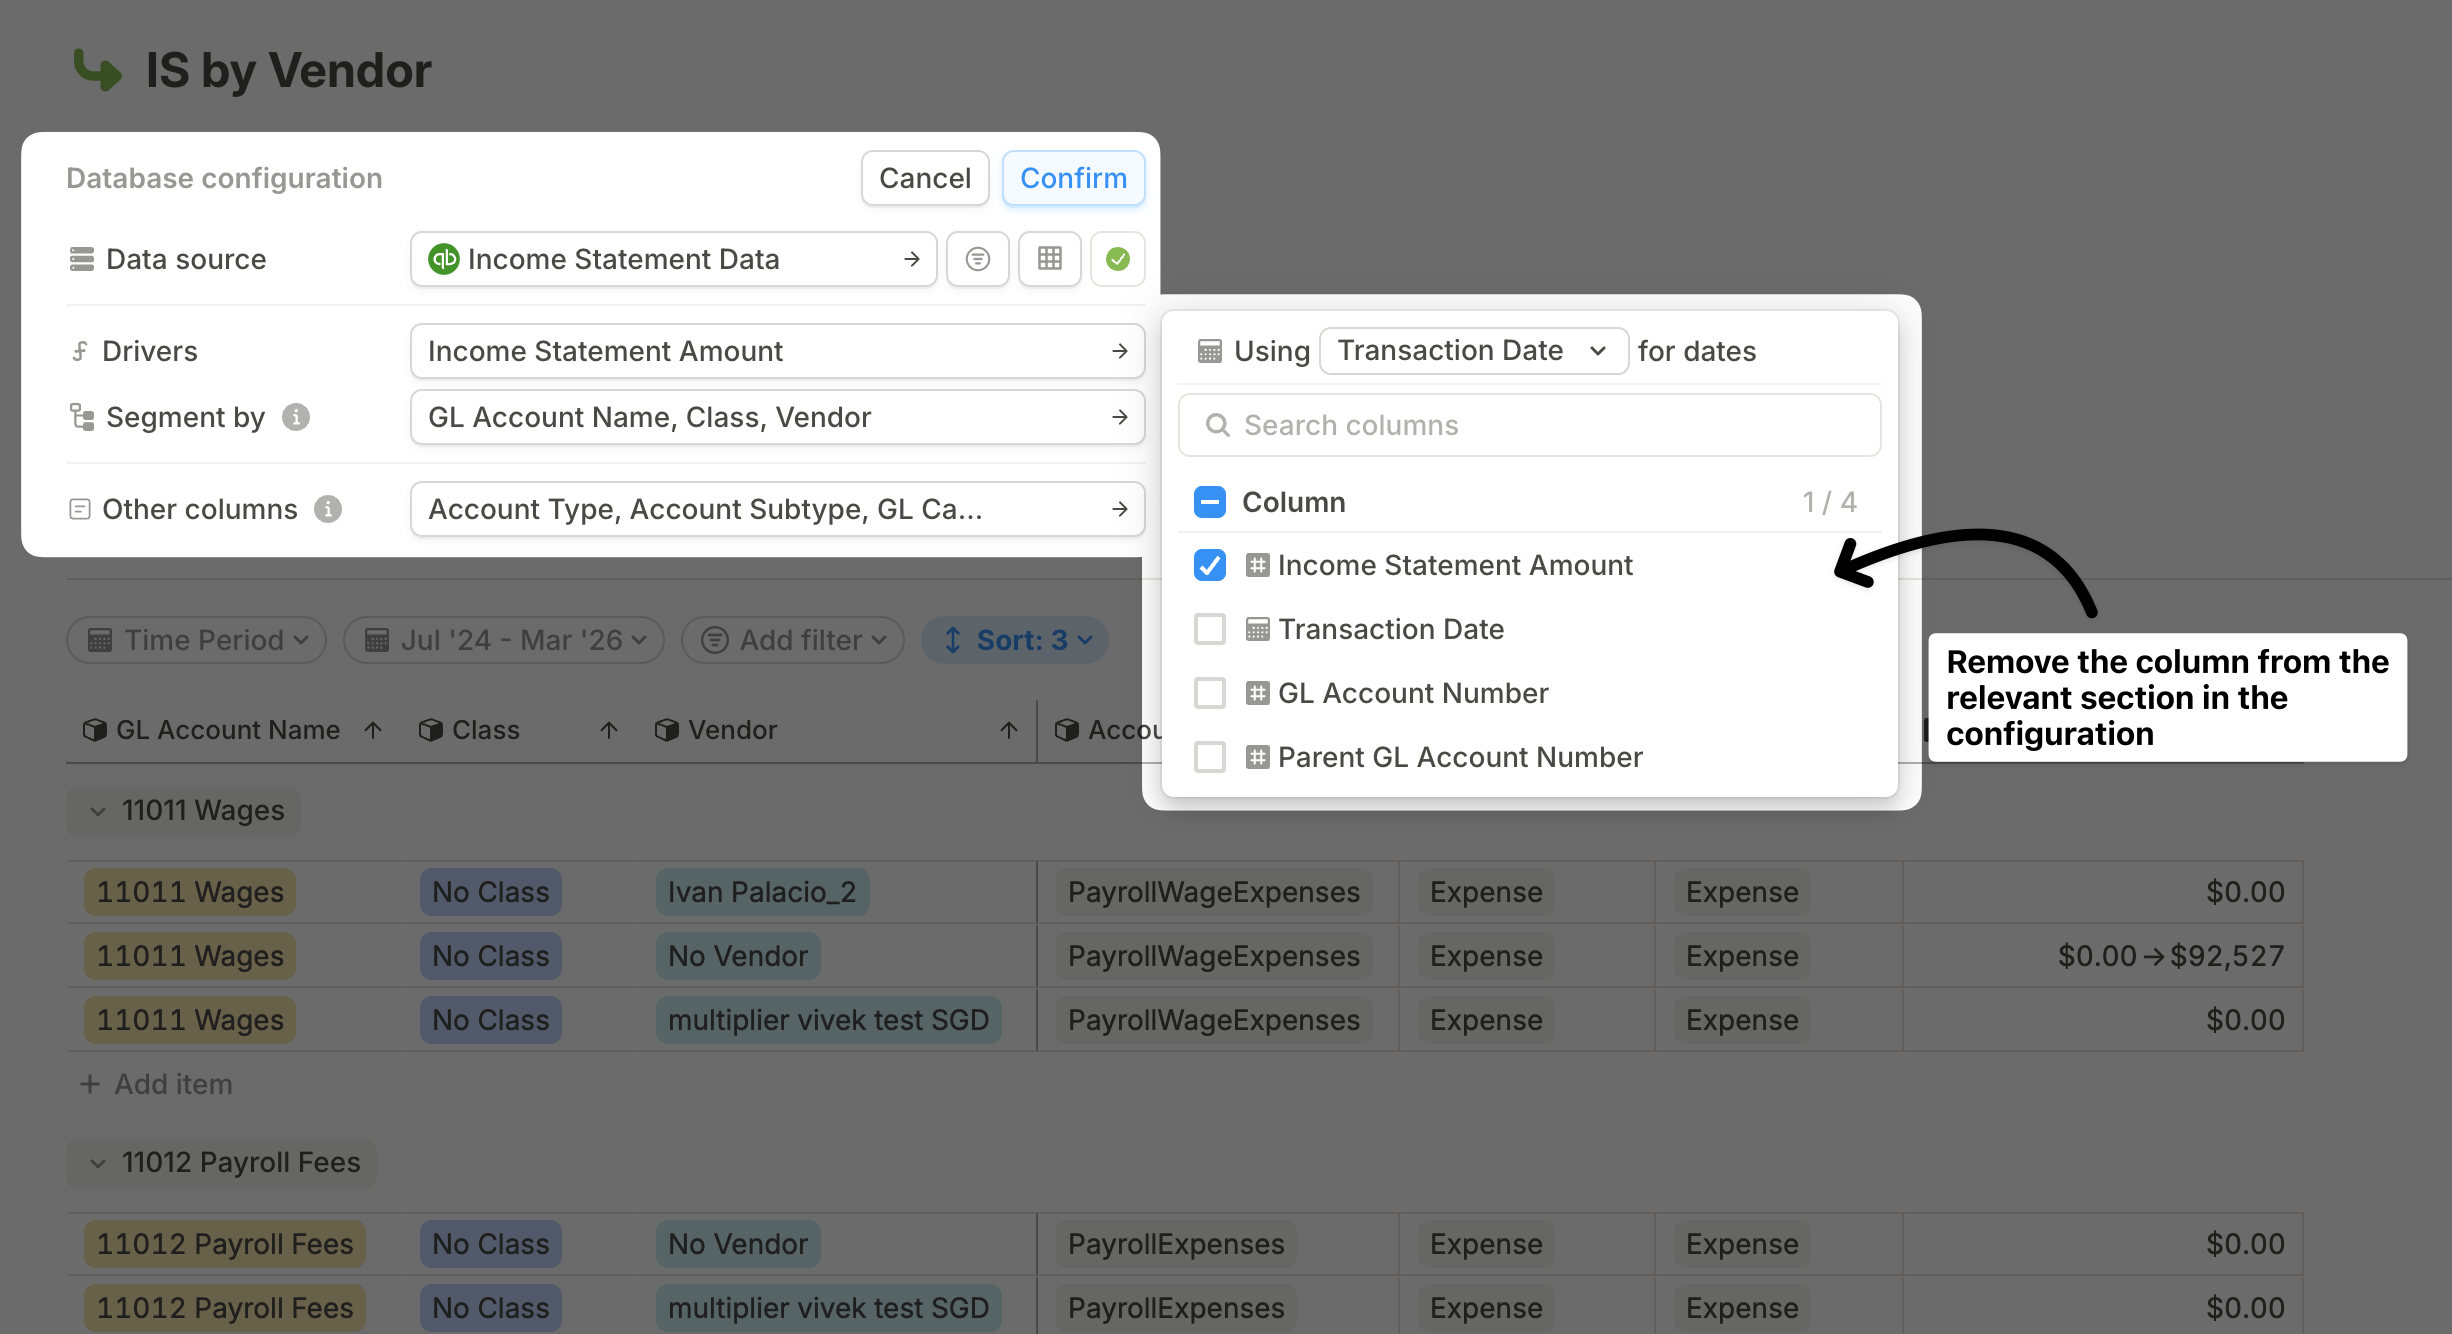 IS by Vendor
Database configuration
Cancel
Confirm
Data source
qb Income Statement Data
Drivers
Income Statement Amount
Segment by
GL Account Name, Class, Vendor
Other columns
Account Type, Account Subtype, GL Ca...
Using Transaction Date for dates
Search columns
Column 1 / 4
Income Statement Amount
Transaction Date
GL Account Number
Parent GL Account Number
Remove the column from the
relevant section in the
configuration
Time Period
Jul '24 - Mar '26
Add filter
Sort: 3
GL Account Name
Class
Vendor
Accou
11011 Wages
11011 Wages No Class Ivan Palacio_2 PayrollWageExpenses Expense Expense $0.00
11011 Wages No Class No Vendor PayrollWageExpenses Expense Expense $0.00→$92,527
11011 Wages No Class multiplier vivek test SGD PayrollWageExpenses Expense Expense $0.00
+ Add item
11012 Payroll Fees
11012 Payroll Fees No Class No Vendor PayrollExpenses Expense Expense $0.00
11012 Payroll Fees No Class multiplier vivek test SGD PayrollExpenses Expense Expense $0.00